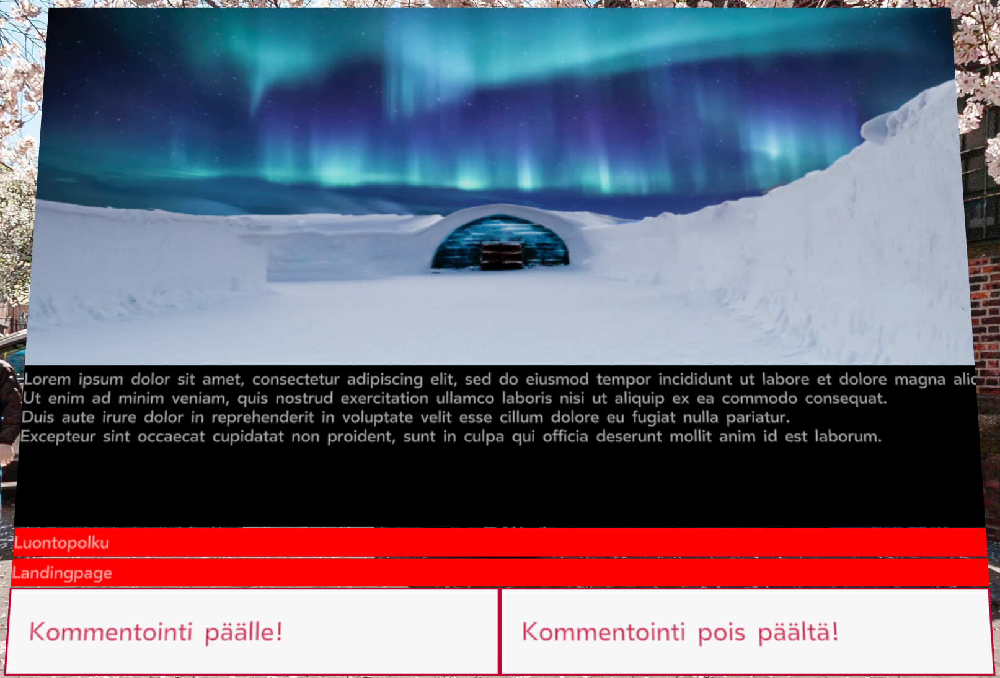 Lorem ipsum dolor sit amet, consectetur adipiscing elit, sed do eiusmod tempor incididunt ut labore et dolore magna
Ut enim ad minim veniam, quis nostrud exercitation ullamco laboris nisi ut aliquip ex ea commodo consequat.
Duis aute irure dolor in reprehenderit in voluptate velit esse cillum dolore eu fugiat nulla pariatur.
Excepteur sint occaecat cupidatat non proident, sunt in culpa qui officia deserunt mollit anim id est laborum.
Luontopolku
Landingpage
Kommentointi päälle!
Kommentointi pois päältä!